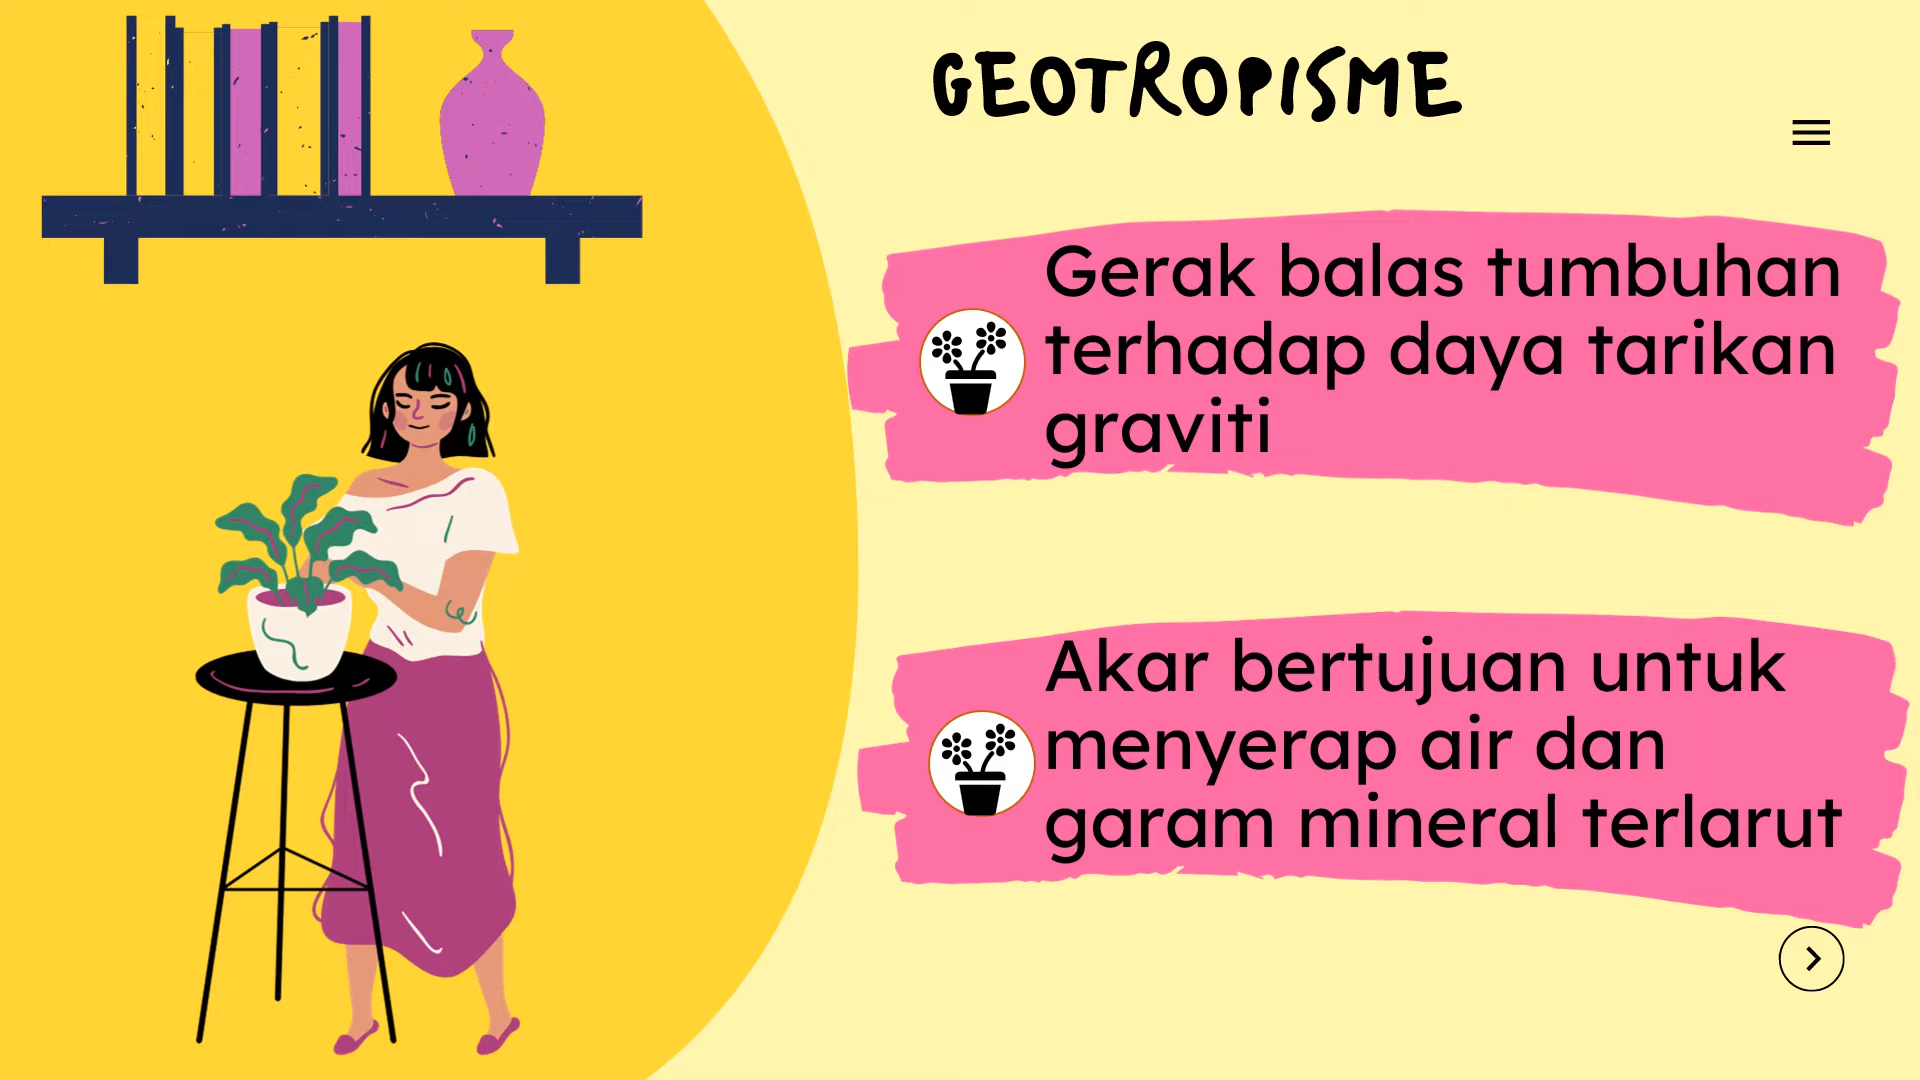 GEOTROPISME
Gerak balas tumbuhan
terhadap daya tarikan
graviti
Akar bertujuan untuk
menyerap air dan
garam mineral terlarut